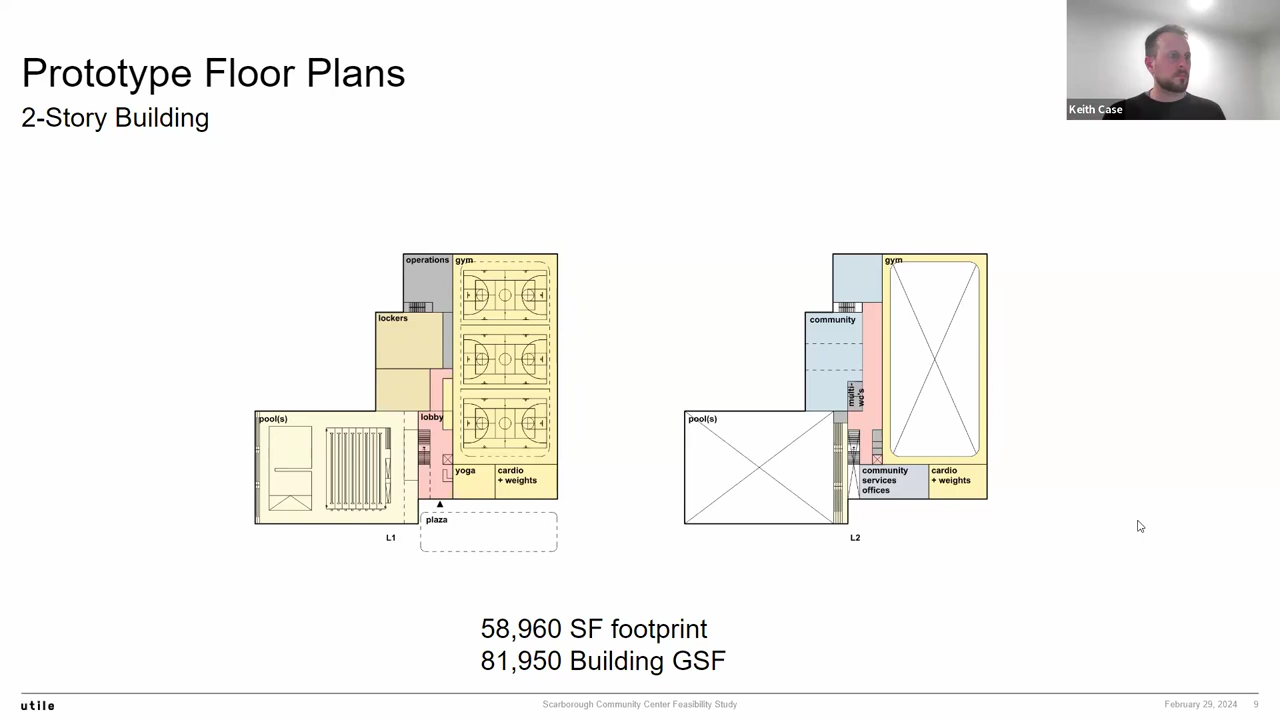 Prototype Floor Plans
2-Story Building
Keith Case
operations
gym
lockers
pool(s)
lobby
yoga
cardio
+ weights
plaza
L1
gym
community
multi-
wc's
pool(s)
community
services
offices
cardio
+ weights
L2
58,960 SF footprint
81,950 Building GSF
utile
Scarborough Community Center Feasibility Study
February 29, 2024
9